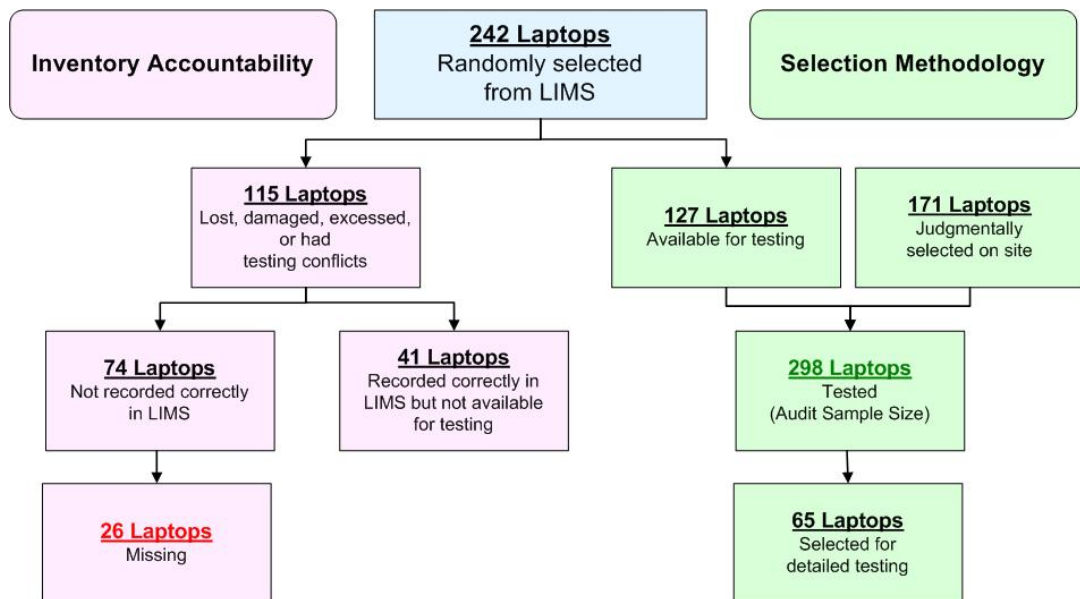 Inventory Accountability
242 Laptops
Randomly selected
from LIMS
Selection Methodology
115 Laptops
Lost, damaged, excessed,
or had
testing conflicts
127 Laptops
Available for testing
171 Laptops
Judgmentally
selected on site
74 Laptops
Not recorded correctly
in LIMS
41 Laptops
Recorded correctly in
LIMS but not available
for testing
298 Laptops
Tested
(Audit Sample Size)
26 Laptops
Missing
65 Laptops
Selected for
detailed testing